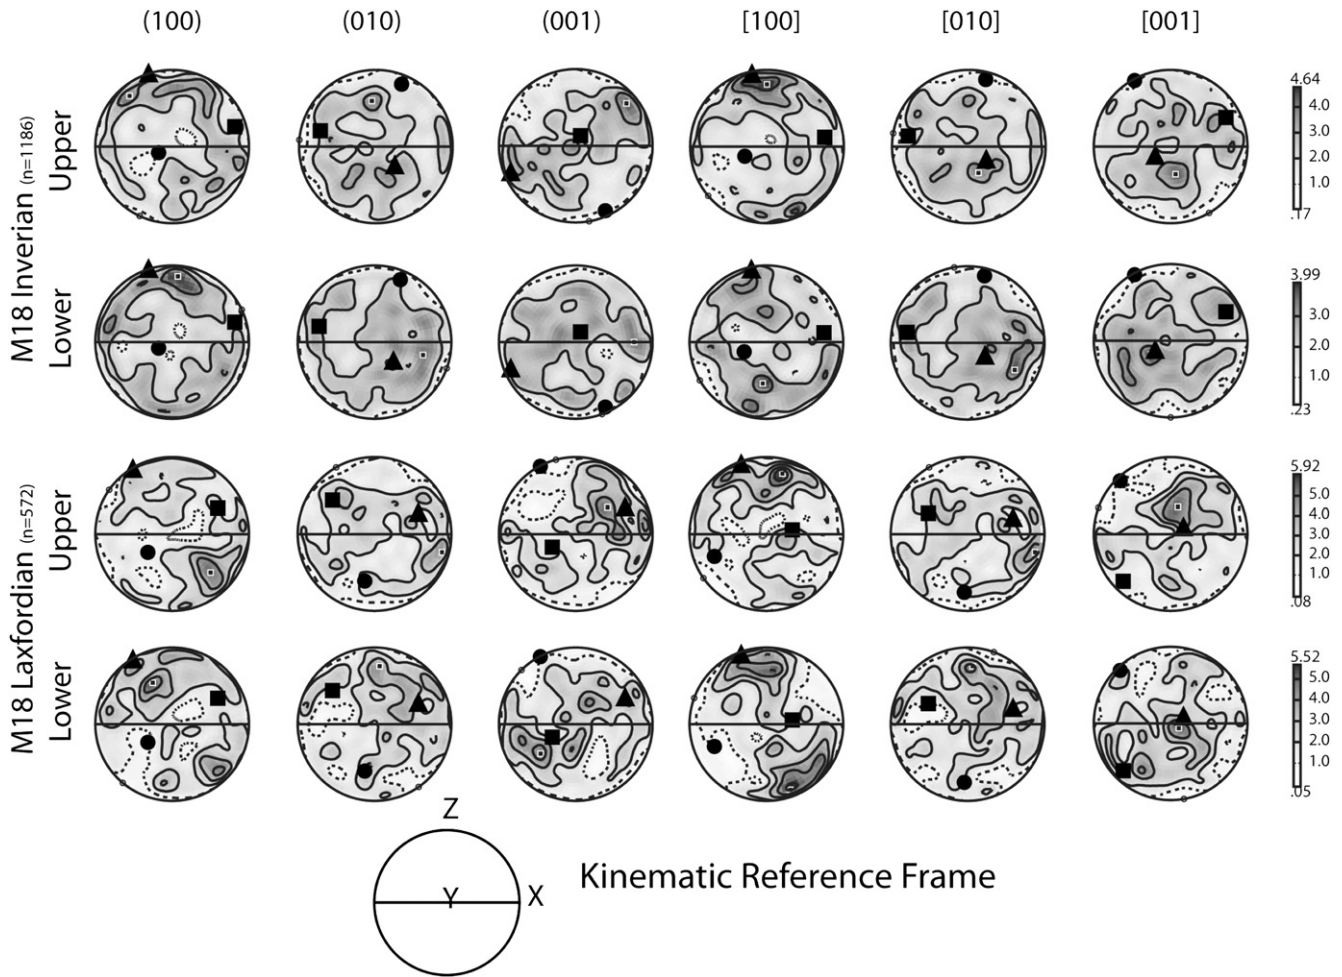 (100) (010) (001) [100] [010] [001]
M18 Inverian (n=1186)
Upper
4.64
4.0
3.0
2.0
1.0
.17
Lower
3.99
3.0
2.0
1.0
.23
M18 Laxfordian (n=572)
Upper
5.92
5.0
4.0
3.0
2.0
1.0
.08
Lower
5.52
5.0
4.0
3.0
2.0
1.0
.05
Z
Y X
Kinematic Reference Frame